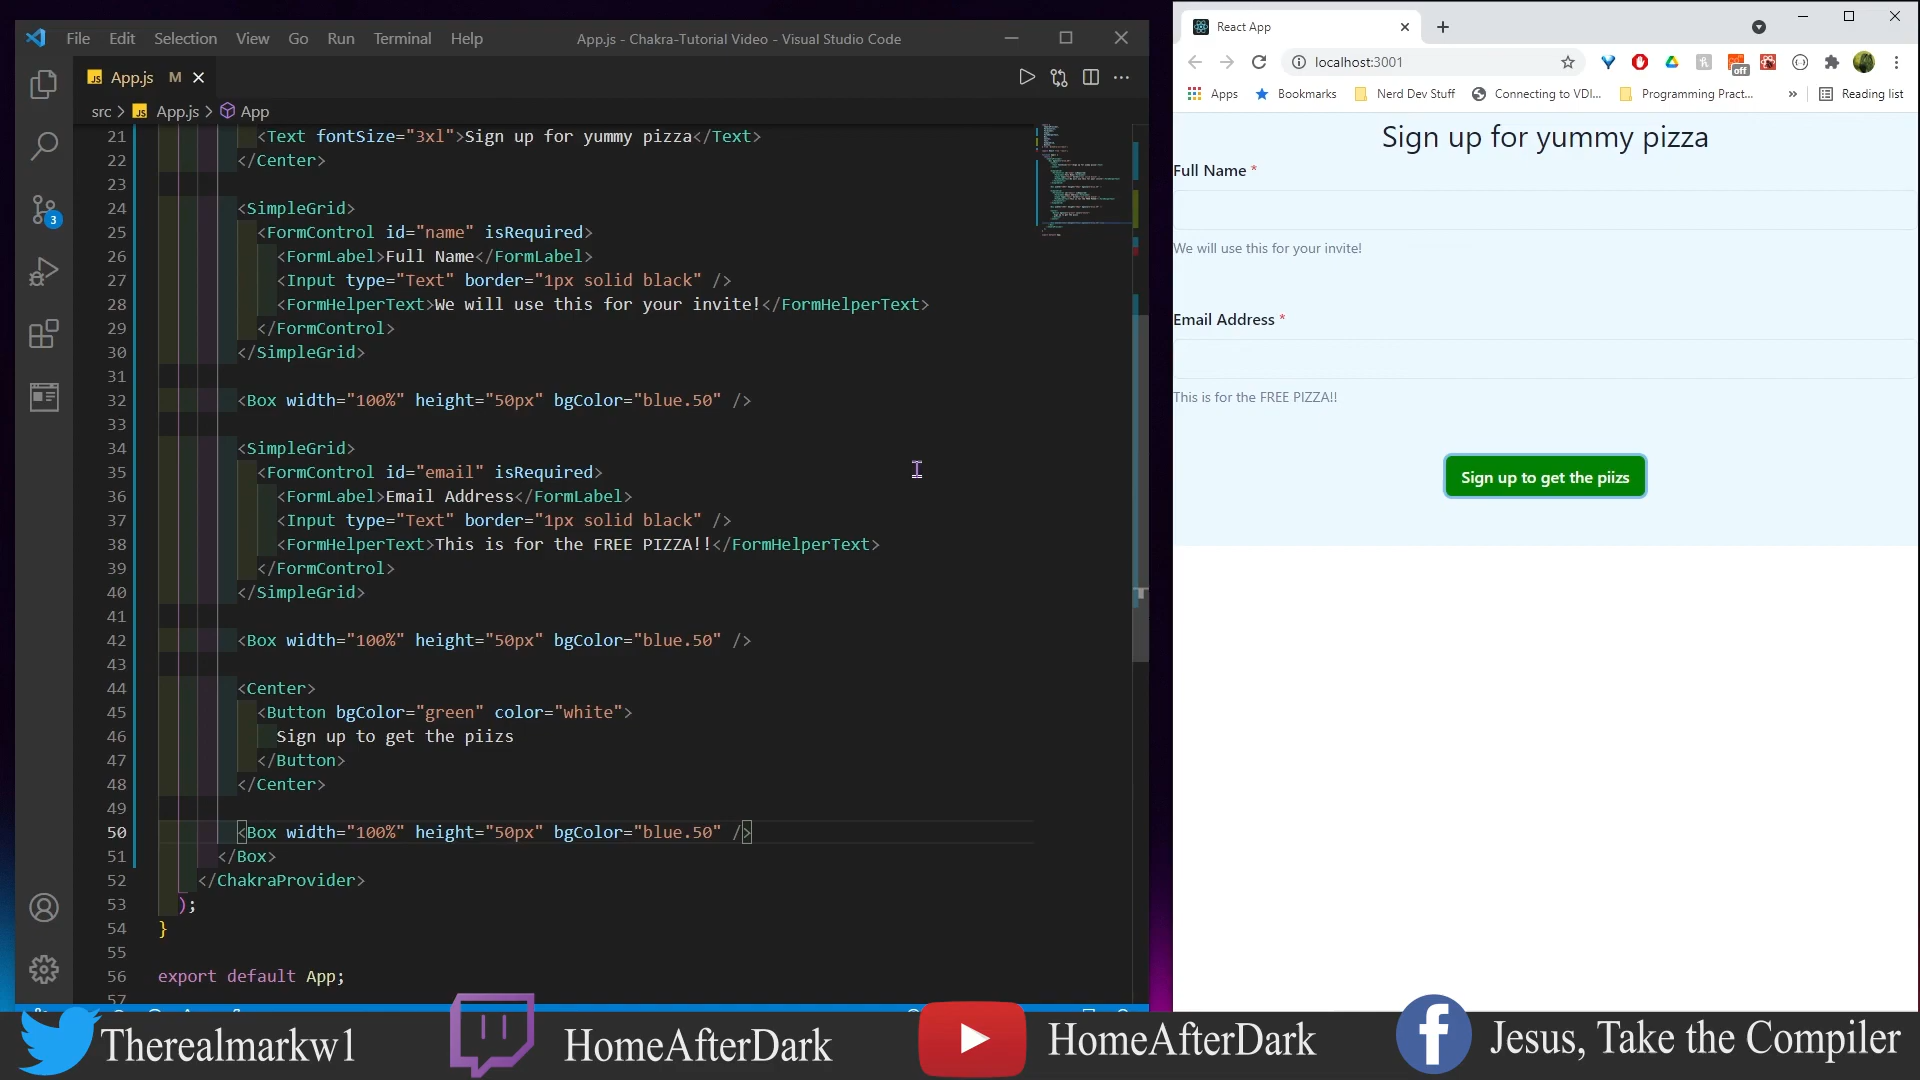 File Edit Selection View Go Run Terminal Help
App.js - Chakra-Tutorial Video - Visual Studio Code
JS App.js M
src > JS App.js > App
3
21 <Text fontSize="3xl">Sign up for yummy pizza</Text>
22 </Center>
23
24 <SimpleGrid>
25 <FormControl id="name" isRequired>
26 <FormLabel>Full Name</FormLabel>
27 <Input type="Text" border="1px solid black" />
28 <FormHelperText>We will use this for your invite!</FormHelperText>
29 </FormControl>
30 </SimpleGrid>
31
32 <Box width="100%" height="50px" bgColor="blue.50" />
33
34 <SimpleGrid>
35 <FormControl id="email" isRequired>
36 <FormLabel>Email Address</FormLabel>
37 <Input type="Text" border="1px solid black" />
38 <FormHelperText>This is for the FREE PIZZA!!</FormHelperText>
39 </FormControl>
40 </SimpleGrid>
41
42 <Box width="100%" height="50px" bgColor="blue.50" />
43
44 <Center>
45 <Button bgColor="green" color="white">
46 Sign up to get the piizs
47 </Button>
48 </Center>
49
50 <Box width="100%" height="50px" bgColor="blue.50" />
51 </Box>
52 </ChakraProvider>
53 );
54 }
55
56 export default App;
57
React App
localhost:3001
off
Apps Bookmarks Nerd Dev Stuff Connecting to VDI... Programming Pract... » Reading list
Sign up for yummy pizza
Full Name *
We will use this for your invite!
Email Address *
This is for the FREE PIZZA!!
Sign up to get the piizs
Therealmarkw1
HomeAfterDark
HomeAfterDark
Jesus, Take the Compiler